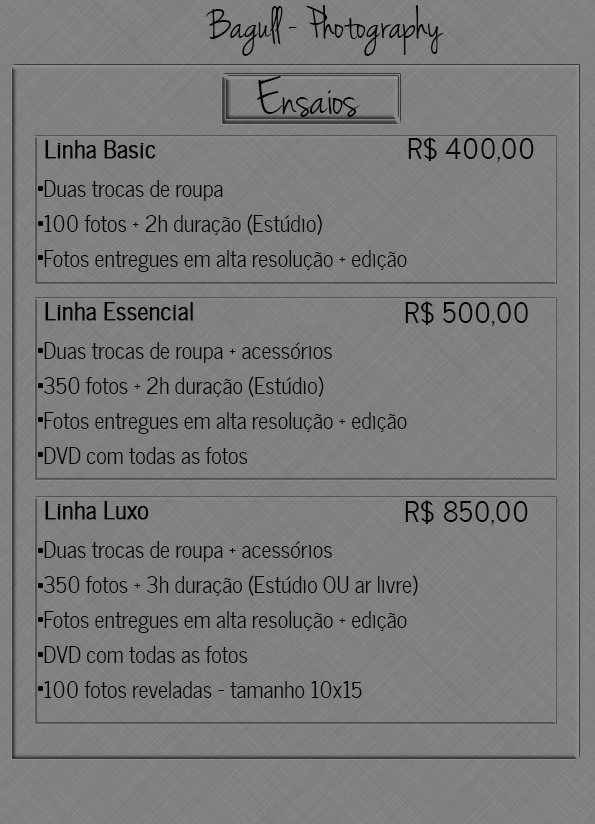 Bagull - Photography
Ensaios
Linha Basic R$ 400,00
▪Duas trocas de roupa
▪100 fotos + 2h duração (Estúdio)
▪Fotos entregues em alta resolução + edição
Linha Essencial R$ 500,00
▪Duas trocas de roupa + acessórios
▪350 fotos + 2h duração (Estúdio)
▪Fotos entregues em alta resolução + edição
▪DVD com todas as fotos
Linha Luxo R$ 850,00
▪Duas trocas de roupa + acessórios
▪350 fotos + 3h duração (Estúdio OU ar livre)
▪Fotos entregues em alta resolução + edição
▪DVD com todas as fotos
▪100 fotos reveladas - tamanho 10x15